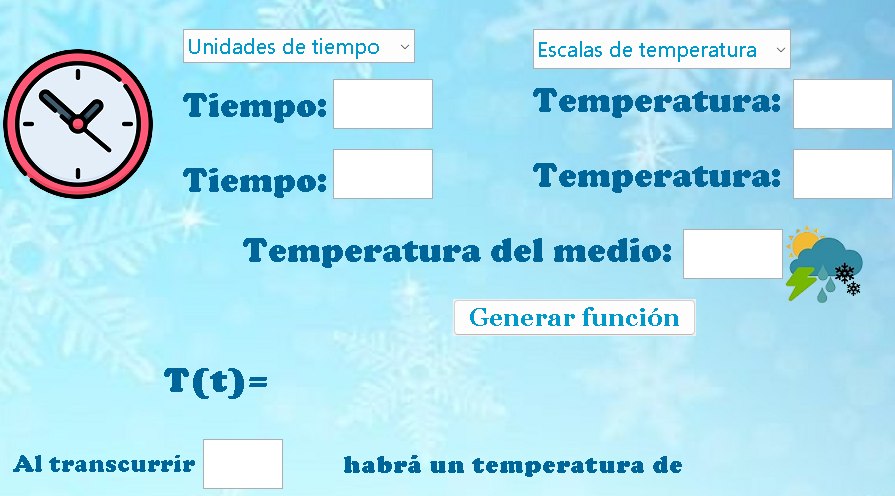 Unidades de tiempo Escalas de temperatura
Tiempo: Temperatura:
Tiempo: Temperatura:
Temperatura del medio:
Generar función
T(t)=
Al transcurrir habrá un temperatura de